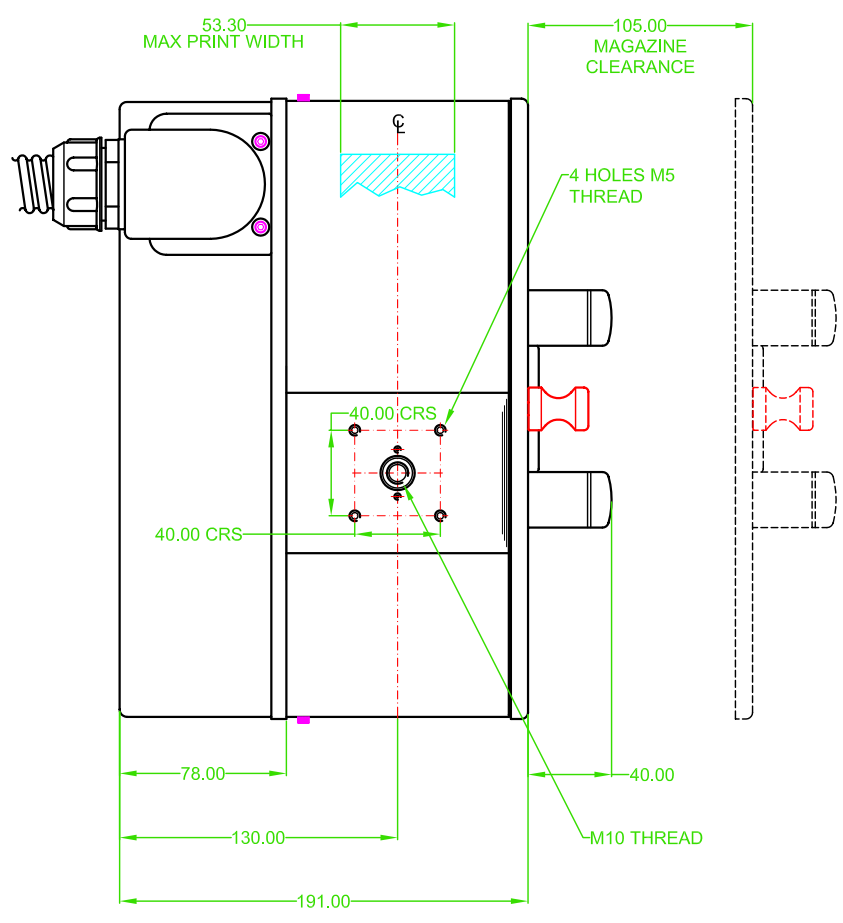 53.30
MAX PRINT WIDTH
105.00
MAGAZINE
CLEARANCE
℄
4 HOLES M5
THREAD
40.00 CRS
40.00 CRS
78.00
40.00
130.00
M10 THREAD
191.00